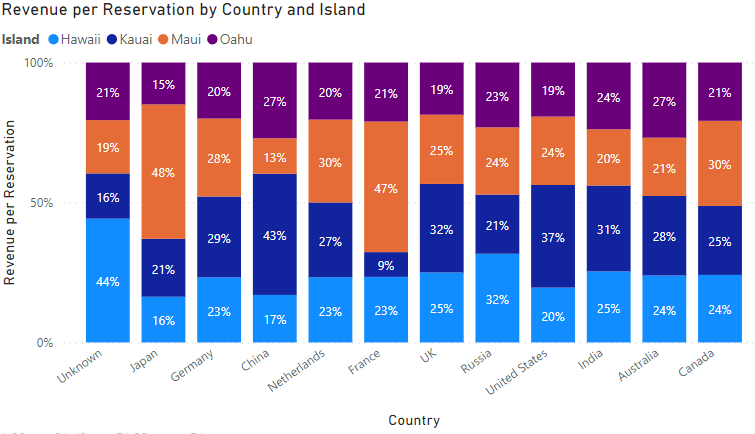 Revenue per Reservation by Country and Island
Island Hawaii Kauai Maui Oahu
100%
21% 15% 20% 27% 20% 21% 19% 23% 19% 24% 27% 21%
19% 48% 28% 13% 30% 47% 25% 24% 24% 20% 21% 30%
50%
16% 21% 29% 43% 27% 9% 32% 21% 37% 31% 28% 25%
44% 16% 23% 17% 23% 23% 25% 32% 20% 25% 24% 24%
0%
Revenue per Reservation
Unknown Japan Germany China Netherlands France UK Russia United States India Australia Canada
Country